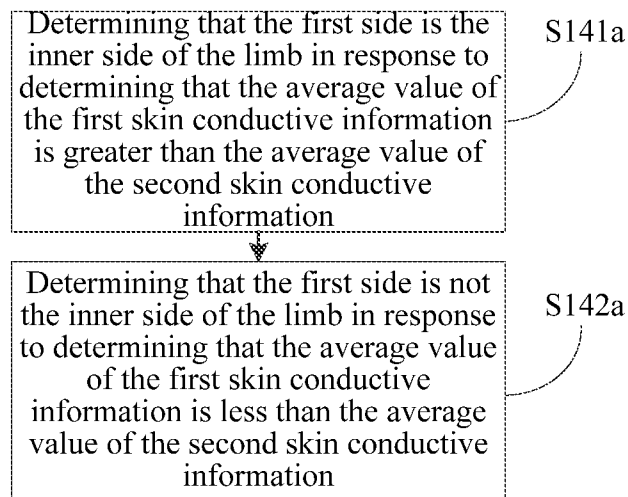 Determining that the first side is the
inner side of the limb in response to
determining that the average value of
the first skin conductive information
is greater than the average value of
the second skin conductive
information
S141a
Determining that the first side is not
the inner side of the limb in response
to determining that the average value
of the first skin conductive
information is less than the average
value of the second skin conductive
information
S142a